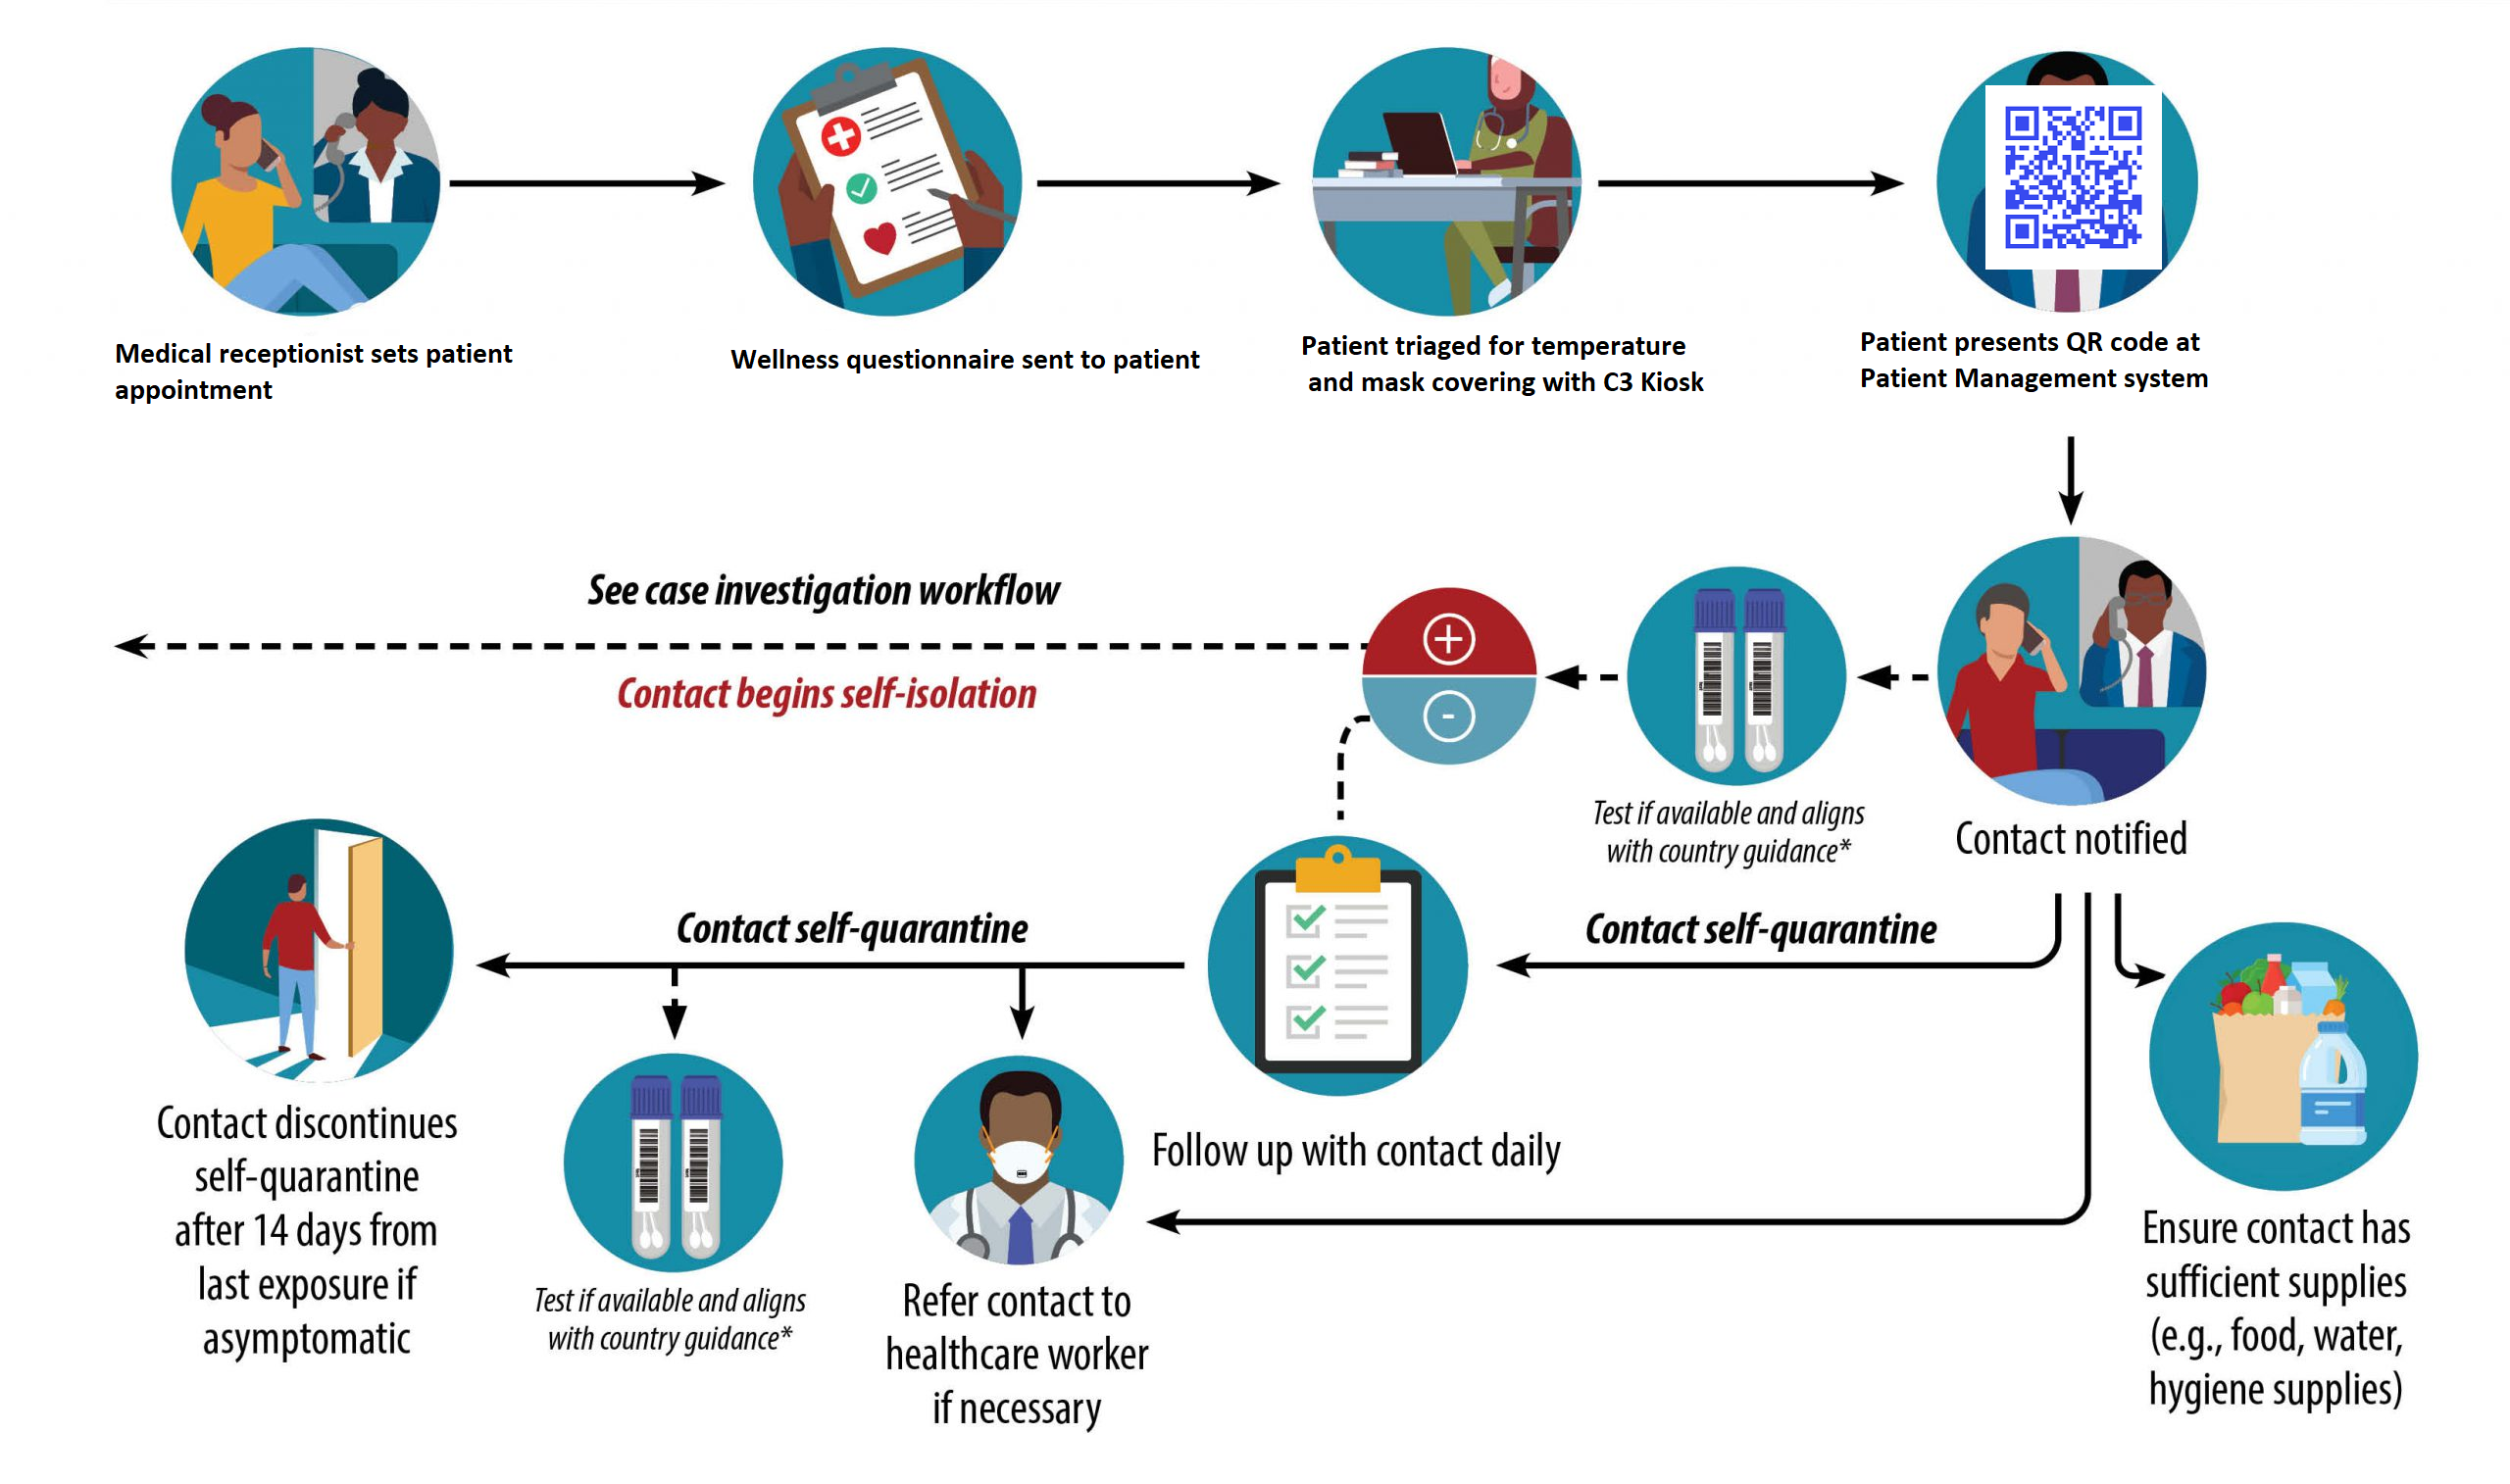 Medical receptionist sets patient
appointment
Wellness questionnaire sent to patient
Patient triaged for temperature
and mask covering with C3 Kiosk
Patient presents QR code at
Patient Management system
See case investigation workflow
Contact begins self-isolation
+
-
Test if available and aligns
with country guidance*
Contact notified
Contact self-quarantine
Contact self-quarantine
Contact discontinues
self-quarantine
after 14 days from
last exposure if
asymptomatic
Test if available and aligns
with country guidance*
Refer contact to
healthcare worker
if necessary
Follow up with contact daily
Ensure contact has
sufficient supplies
(e.g., food, water,
hygiene supplies)